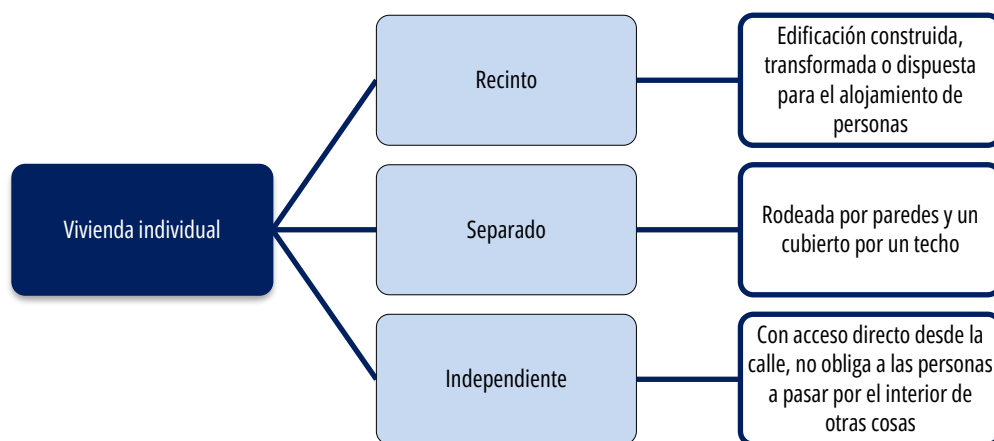 Vivienda individual
Recinto
Edificación construida,
transformada o dispuesta
para el alojamiento de
personas
Separado
Rodeada por paredes y un
cubierto por un techo
Independiente
Con acceso directo desde la
calle, no obliga a las personas
a pasar por el interior de
otras cosas